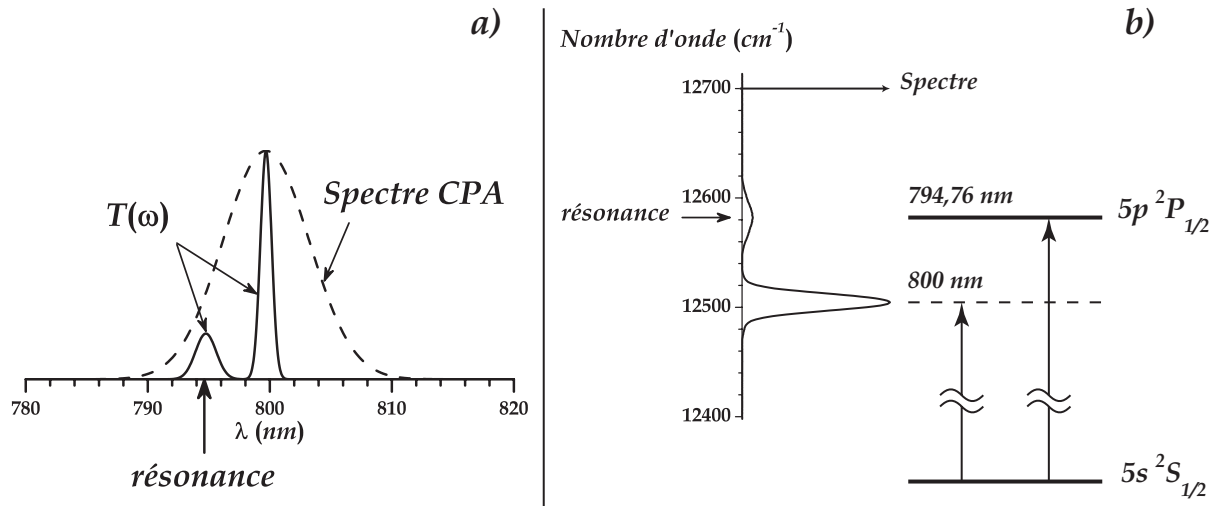 a)
T(ω)
Spectre CPA
780 790 800 810 820
λ (nm)
résonance
b)
Nombre d'onde (cm-1)
12700
Spectre
12600
résonance
12500
12400
794,76 nm
5p 2P1/2
800 nm
5s 2S1/2